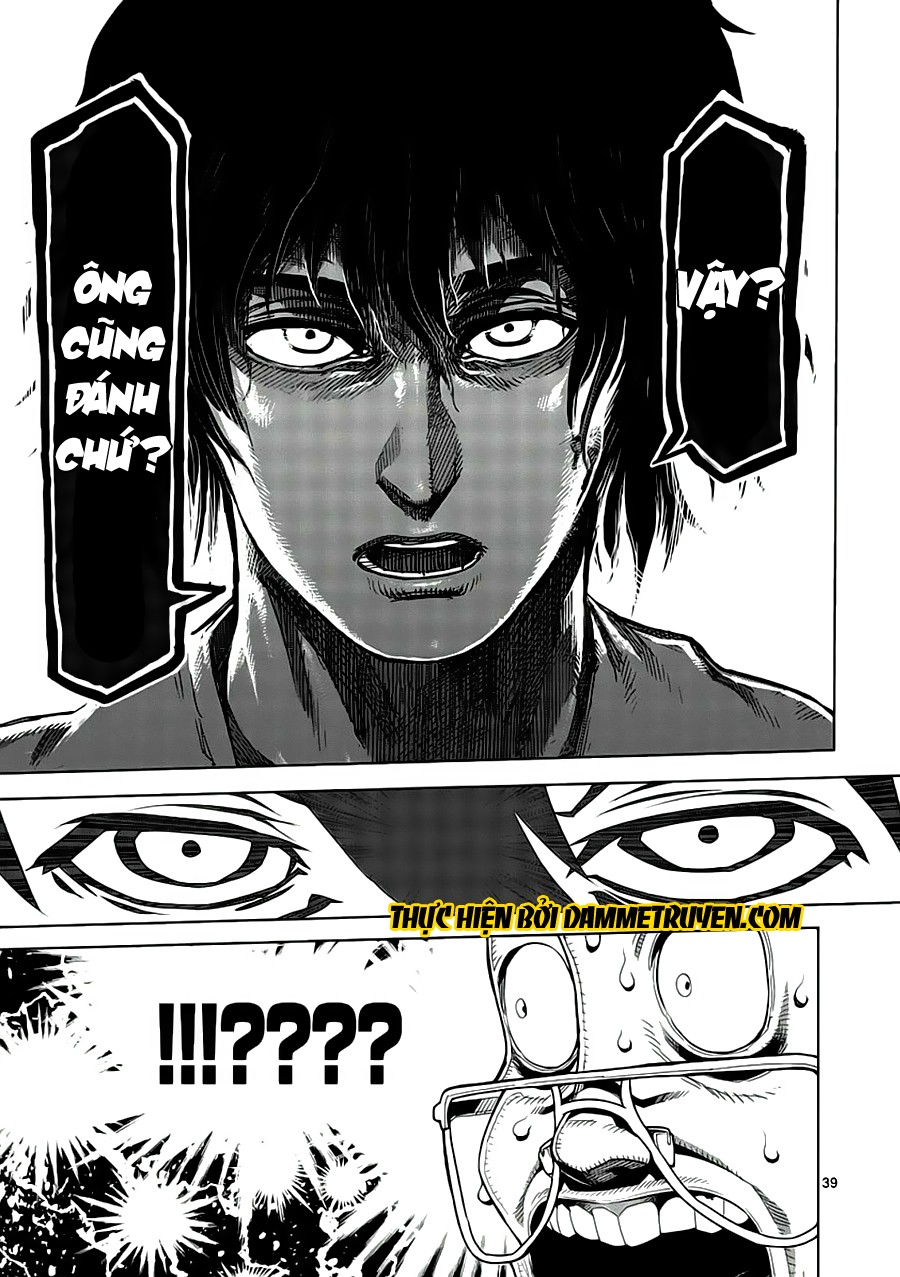 VẬY?
ÔNG
CŨNG
ĐÁNH
CHỨ?
THỰC HIỆN BỞI DAMMETRUYEN.COM
!!!????
39